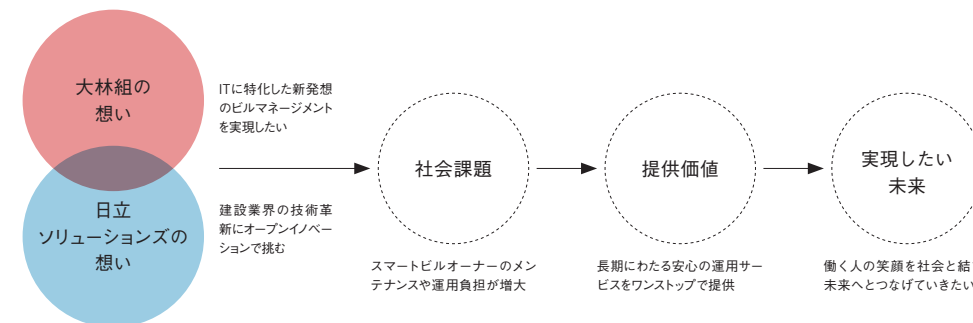 大林組の
想い
日立
ソリューションズの
想い
ITに特化した新発想
のビルマネージメント
を実現したい
建設業界の技術革
新にオープンイノベー
ションで挑む
社会課題
スマートビルオーナーのメン
テナンスや運用負担が増大
提供価値
長期にわたる安心の運用サー
ビスをワンストップで提供
実現したい
未来
働く人の笑顔を社会と結
未来へとつなげていきたい